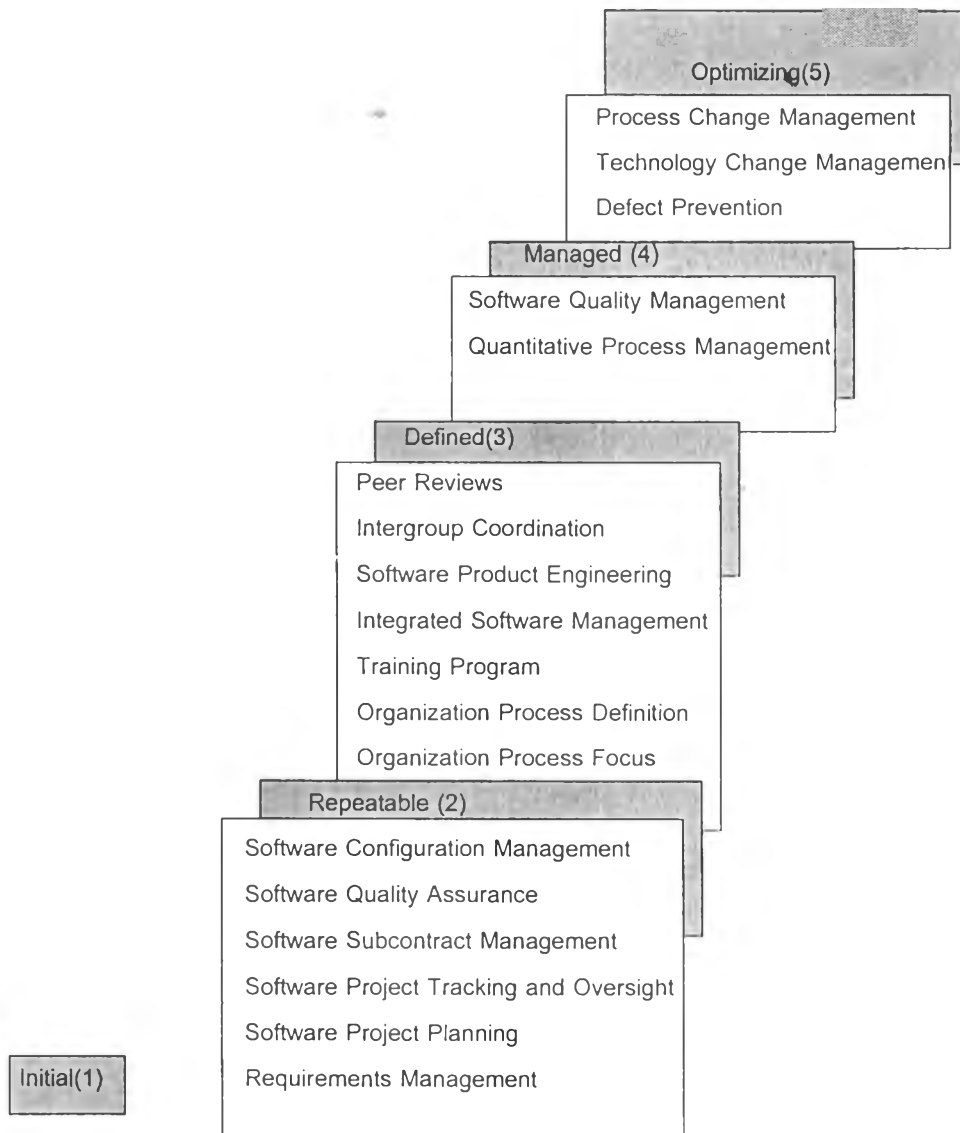 Optimizing(5)
Process Change Management
Technology Change Managemen
Defect Prevention
Managed (4)
Software Quality Management
Quantitative Process Management
Defined(3)
Peer Reviews
Intergroup Coordination
Software Product Engineering
Integrated Software Management
Training Program
Organization Process Definition
Organization Process Focus
Repeatable (2)
Software Configuration Management
Software Quality Assurance
Software Subcontract Management
Software Project Tracking and Oversight
Software Project Planning
Requirements Management
Initial(1)